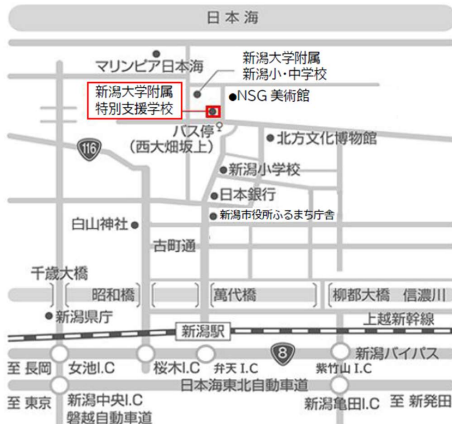 日本海
マリンピア日本海
新潟大学附属
新潟小・中学校
新潟大学附属
特別支援学校
●NSG美術館
バス停
(西大畑坂上)
116
北方文化博物館
新潟小学校
日本銀行
新潟市役所ふるまち庁舎
白山神社
古町通
千歳大橋
昭和橋
萬代橋
柳都大橋 信濃川
新潟県庁
上越新幹線
新潟駅
8
新潟バイパス
至 長岡
女池I.C
桜木I.C
弁天 I.C
紫竹山 I.C
日本海東北自動車道
至 東京
新潟中央I.C
磐越自動車道
新潟亀田I.C
至 新発田